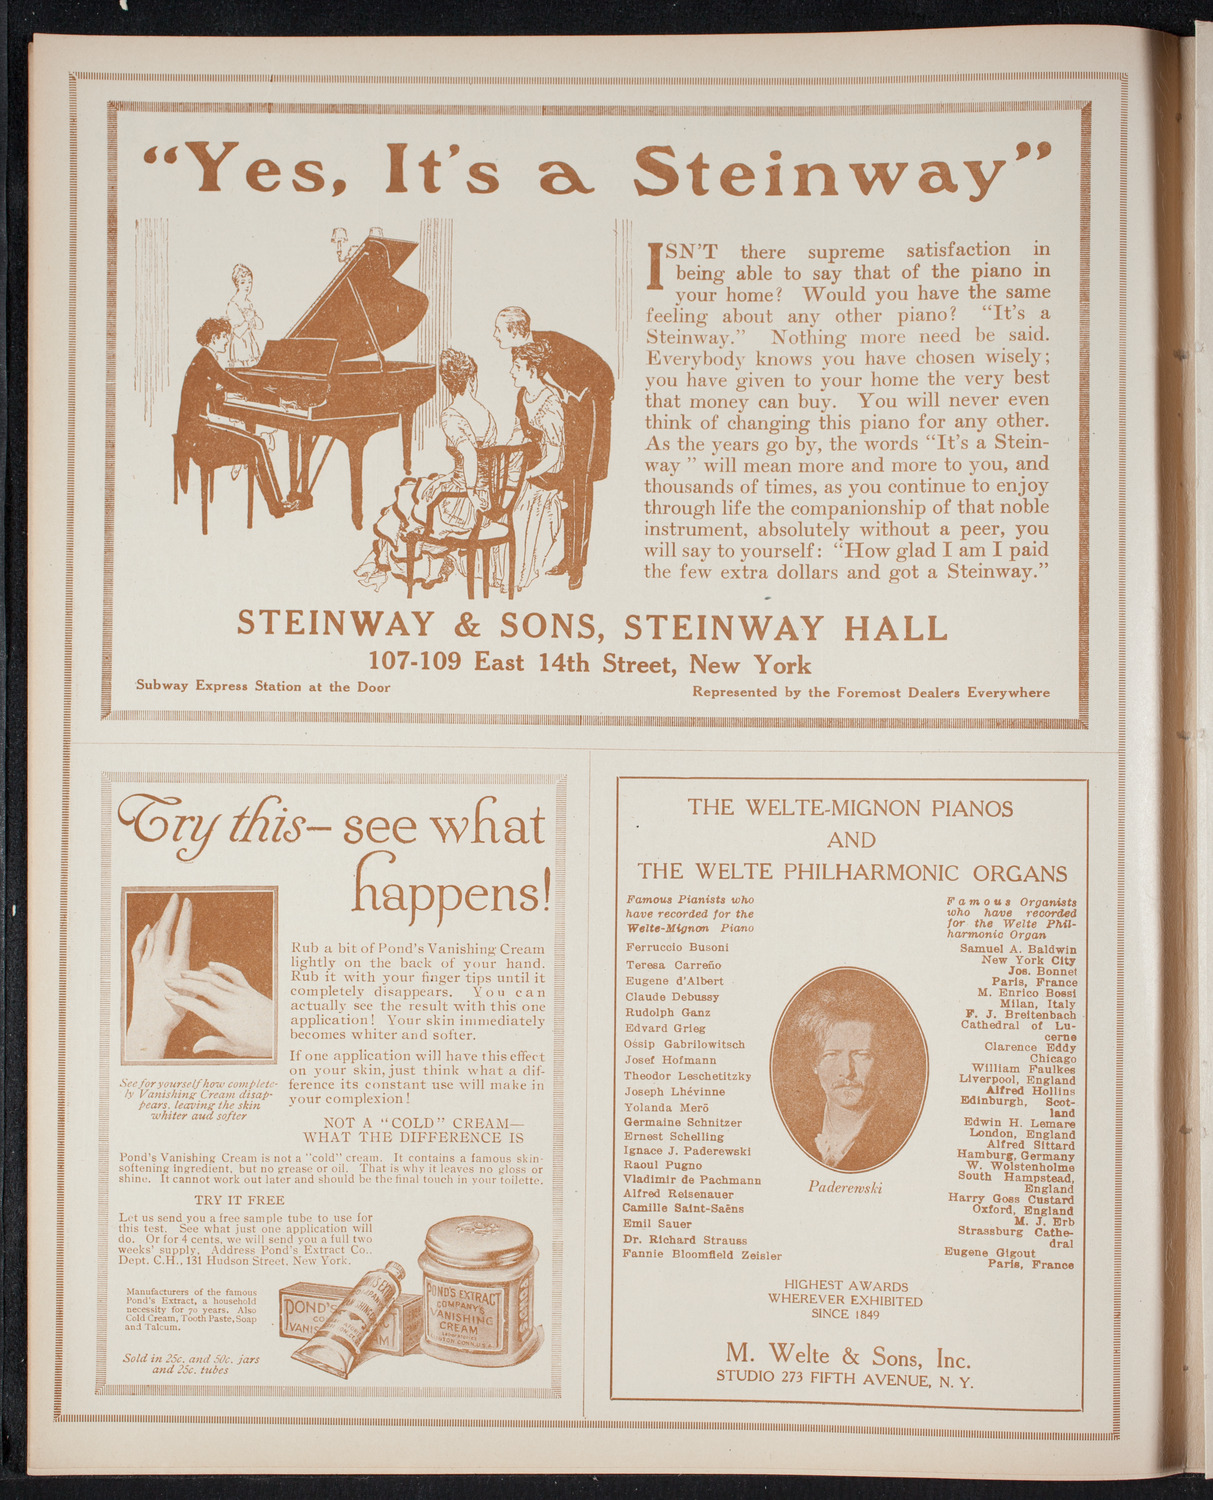 "Yes, It's a Steinway"
ISN'T there supreme satisfaction in
being able to say that of the piano in
your home? Would you have the same
feeling about any other piano? "It's a
Steinway." Nothing more need be said.
Everybody knows you have chosen wisely;
you have given to your home the very best
that money can buy. You will never even
think of changing this piano for any other.
As the years go by, the words "It's a Stein-
way " will mean more and more to you, and
thousands of times, as you continue to enjoy
through life the companionship of that noble
instrument, absolutely without a peer, you
will say to yourself: "How glad I am I paid
the few extra dollars and got a Steinway."
STEINWAY & SONS, STEINWAY HALL
107-109 East 14th Street, New York
Subway Express Station at the Door
Represented by the Foremost Dealers Everywhere
Try this—see what
happens!
Rub a bit of Pond's Vanishing Cream
lightly on the back of your hand.
Rub it with your finger tips until it
completely disappears. You can
actually see the result with this one
application! Your skin immediately
becomes whiter and softer.
If one application will have this effect
on your skin, just think what a dif-
ference its constant use will make in
your complexion!
See for yourself how complete-
ly Vanishing Cream disap-
pears, leaving the skin
whiter and softer
NOT A "COLD" CREAM—
WHAT THE DIFFERENCE IS
Pond's Vanishing Cream is not a "cold" cream. It contains a famous skin-
softening ingredient, but no grease or oil. That is why it leaves no gloss or
shine. It cannot work out later and should be the final touch in your toilette.
TRY IT FREE
Let us send you a free sample tube to use for
this test. See what just one application will
do. Or for 4 cents, we will send you a full two
weeks' supply. Address Pond's Extract Co.,
Dept. C.H., 131 Hudson Street, New York.
Manufacturers of the famous
Pond's Extract, a household
necessity for 70 years. Also
Cold Cream, Tooth Paste, Soap
and Talcum.
Sold in 25c. and 50c. jars
and 25c. tubes
POND'S
POND'S EXTRACT
COMPANY'S
VANISHING
CREAM
THE WELTE-MIGNON PIANOS
AND
THE WELTE PHILHARMONIC ORGANS
Famous Pianists who
have recorded for the
Welte-Mignon Piano
Ferruccio Busoni
Teresa Carreño
Eugene d'Albert
Claude Debussy
Rudolph Ganz
Edvard Grieg
Ossip Gabrilowitsch
Josef Hofmann
Theodor Leschetitzky
Joseph Lhévinne
Yolanda Merö
Germaine Schnitzer
Ernest Schelling
Ignace J. Paderewski
Raoul Pugno
Vladimir de Pachmann
Alfred Reisenauer
Camille Saint-Saëns
Emil Sauer
Dr. Richard Strauss
Fannie Bloomfield Zeisler
Paderewski
Famous Organists
who have recorded
for the Welte Phil-
harmonic Organ
Samuel A. Baldwin
New York City
Jos. Bonnet
Paris, France
M. Enrico Bossi
Milan, Italy
F. J. Breitenbach
Cathedral of Lu-
cerne
Clarence Eddy
Chicago
William Faulkes
Liverpool, England
Alfred Hollins
Edinburgh, Scot-
land
Edwin H. Lemare
London, England
Alfred Sittard
Hamburg, Germany
W. Wolstenholme
South Hampstead,
England
Harry Goss Custard
Oxford, England
M. J. Erb
Strassburg Cathe-
dral
Eugene Gigout
Paris, France
HIGHEST AWARDS
WHEREVER EXHIBITED
SINCE 1849
M. Welte & Sons, Inc.
STUDIO 273 FIFTH AVENUE, N. Y.